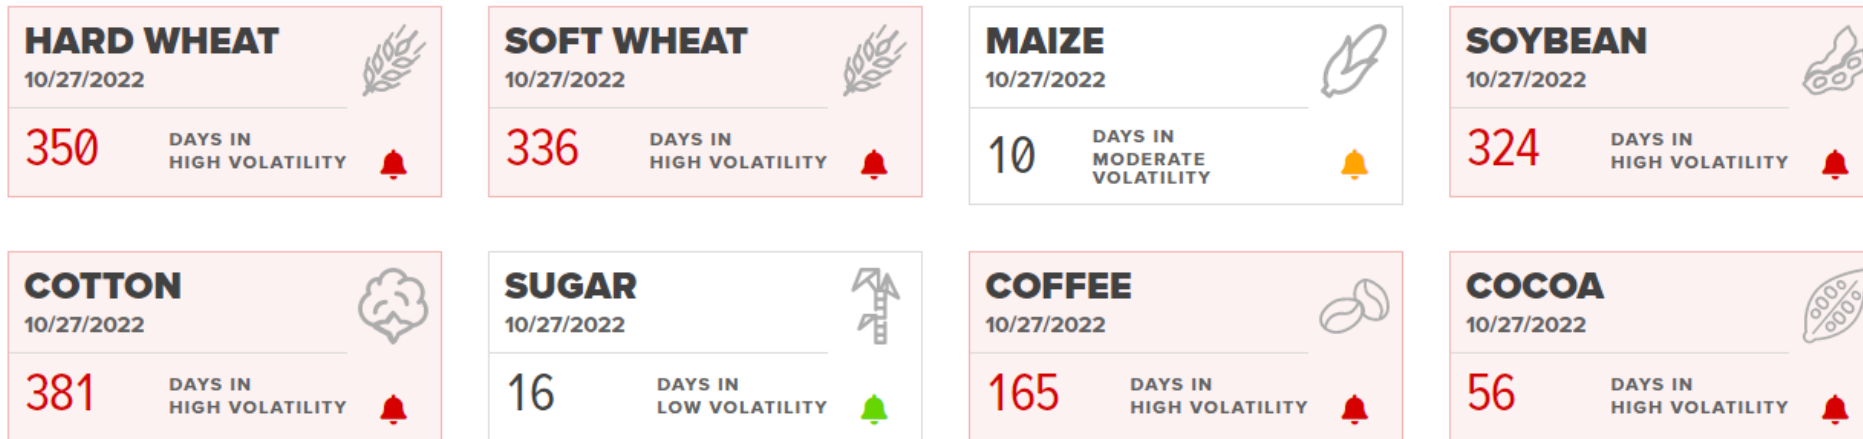 HARD WHEAT
10/27/2022
350
DAYS IN
HIGH VOLATILITY
SOFT WHEAT
10/27/2022
336
DAYS IN
HIGH VOLATILITY
MAIZE
10/27/2022
10
DAYS IN
MODERATE
VOLATILITY
SOYBEAN
10/27/2022
324
DAYS IN
HIGH VOLATILITY
COTTON
10/27/2022
381
DAYS IN
HIGH VOLATILITY
SUGAR
10/27/2022
16
DAYS IN
LOW VOLATILITY
COFFEE
10/27/2022
165
DAYS IN
HIGH VOLATILITY
COCOA
10/27/2022
56
DAYS IN
HIGH VOLATILITY